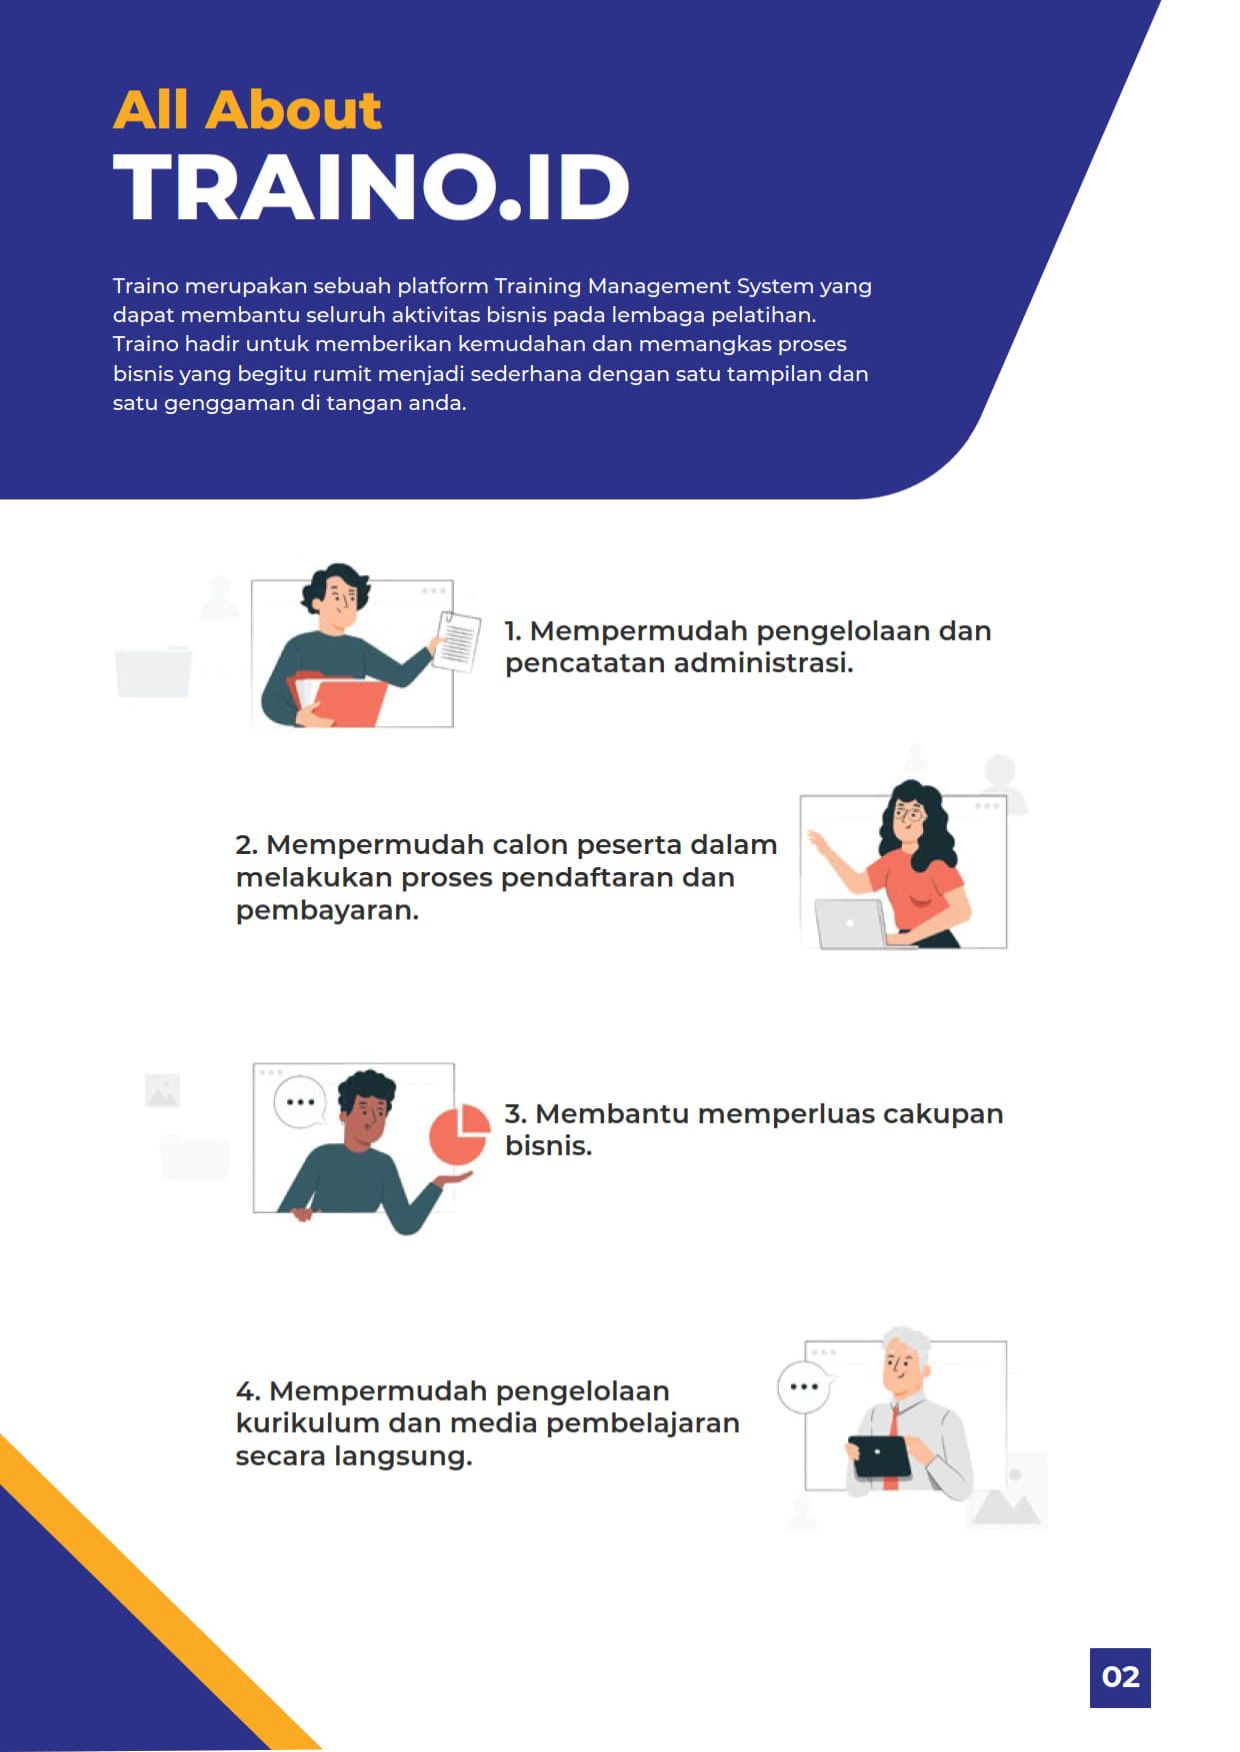 All About
TRAINO.ID
Traino merupakan sebuah platform Training Management System yang
dapat membantu seluruh aktivitas bisnis pada lembaga pelatihan.
Traino hadir untuk memberikan kemudahan dan memangkas proses
bisnis yang begitu rumit menjadi sederhana dengan satu tampilan dan
satu genggaman di tangan anda.
1. Mempermudah pengelolaan dan
pencatatan administrasi.
2. Mempermudah calon peserta dalam
melakukan proses pendaftaran dan
pembayaran.
3. Membantu memperluas cakupan
bisnis.
4. Mempermudah pengelolaan
kurikulum dan media pembelajaran
secara langsung.
02